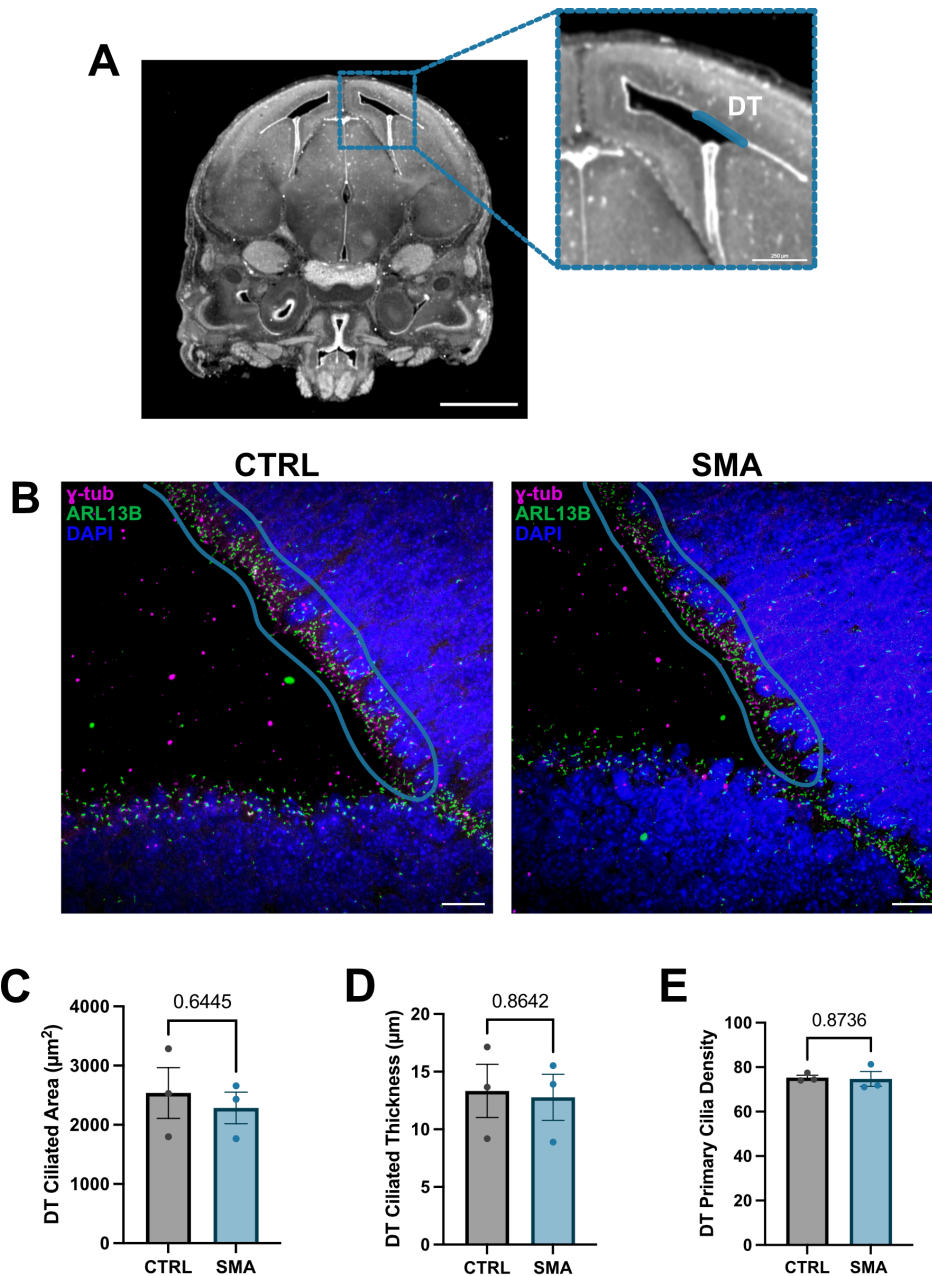 A
DT
250 µm
CTRL
SMA
B
ɣ-tub
ARL13B
DAPI
ɣ-tub
ARL13B
DAPI
C
DT Ciliated Area (µm²)
4000
3000
2000
1000
0
0.6445
CTRL
SMA
D
DT Ciliated Thickness (µm)
20
15
10
5
0
0.8642
CTRL
SMA
E
DT Primary Cilia Density
100
80
60
40
20
0
0.8736
CTRL
SMA